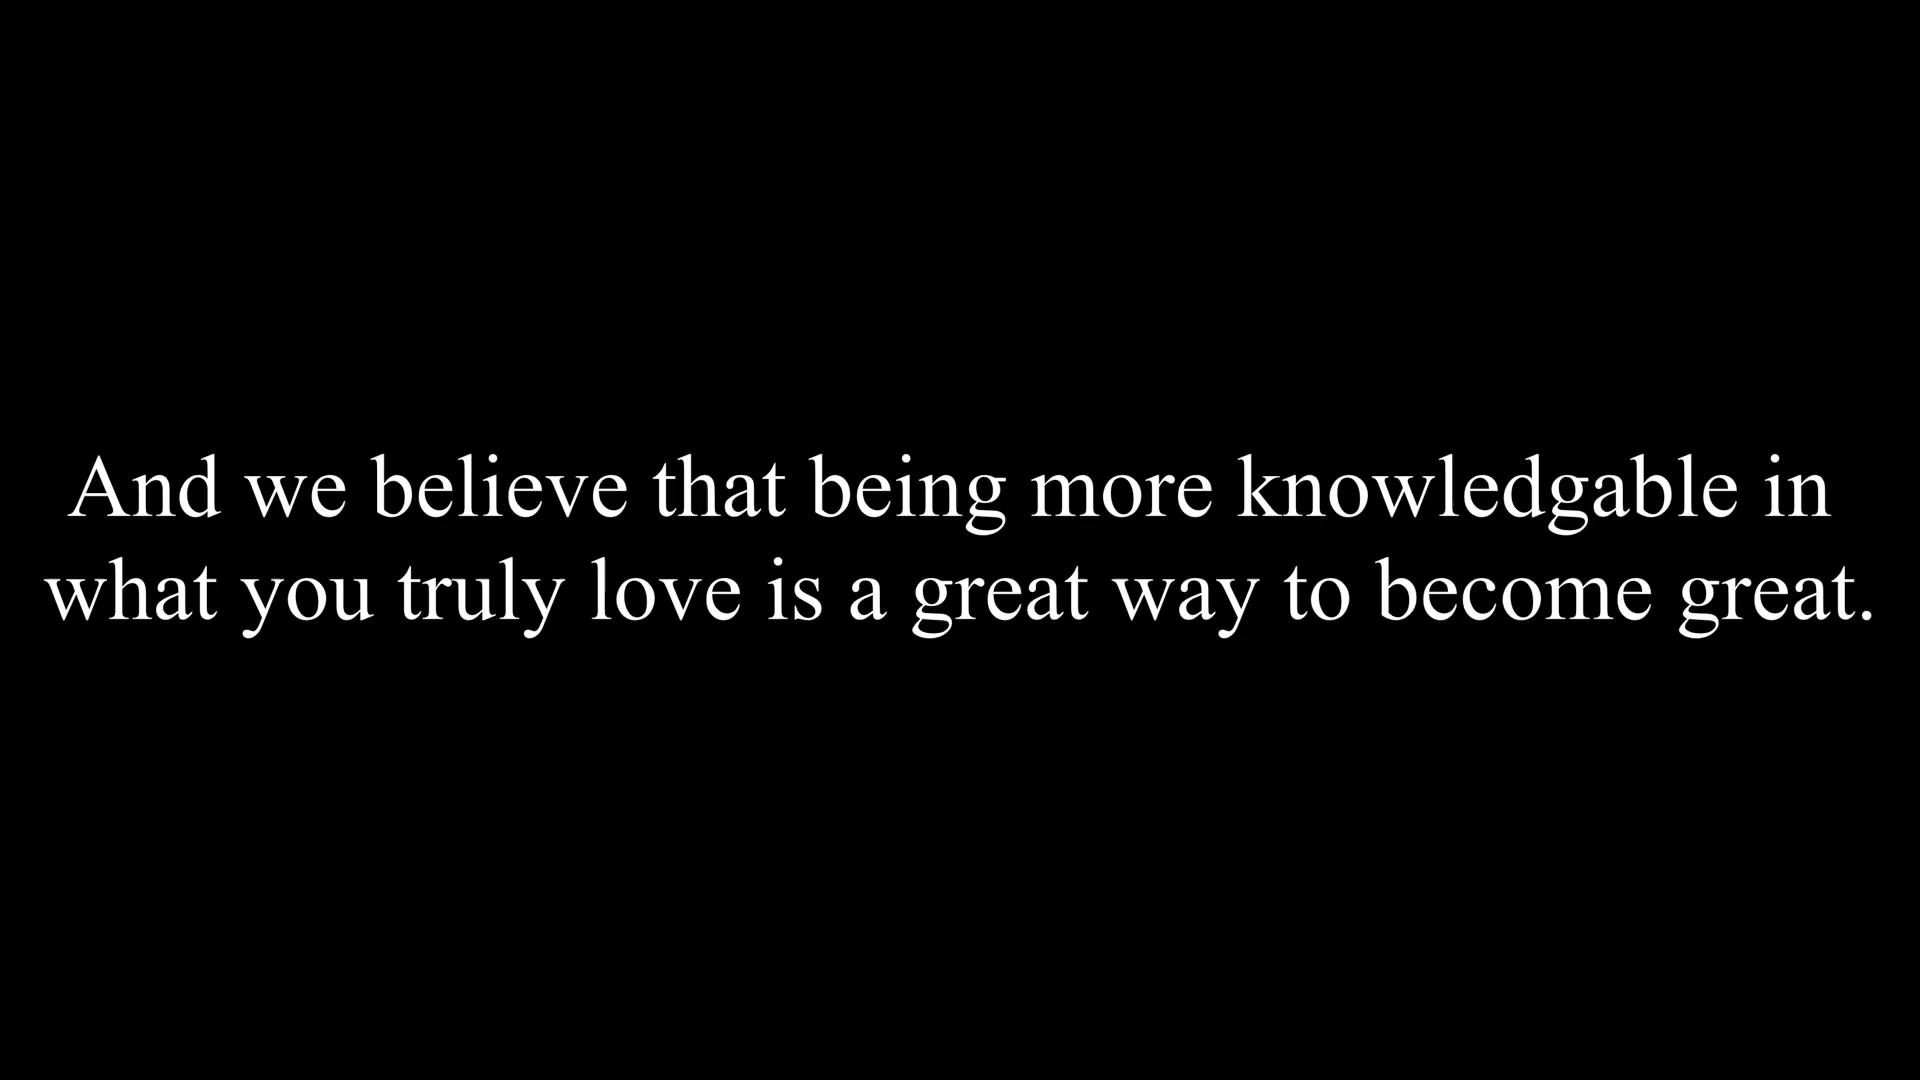 And we believe that being more knowledgable in
what you truly love is a great way to become great.